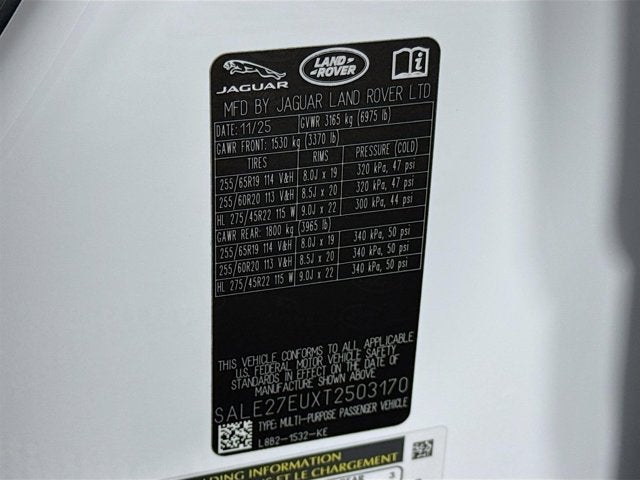 JAGUAR LAND ROVER
MFD BY JAGUAR LAND ROVER LTD
DATE: 11/25 GVWR 3165 kg (6975 lb)
GAWR FRONT: 1530 kg (3370 lb)
TIRES RIMS PRESSURE (COLD)
255/65R19 114 V&H 8.0J x 19 320 kPa, 47 psi
255/60R20 113 V&H 8.5J x 20 320 kPa, 47 psi
HL 275/45R22 115 W 9.0J x 22 300 kPa, 44 psi
GAWR REAR: 1800 kg (3965 lb)
255/65R19 114 V&H 8.0J x 19 340 kPa, 50 psi
255/60R20 113 V&H 8.5J x 20 340 kPa, 50 psi
HL 275/45R22 115 W 9.0J x 22 340 kPa, 50 psi
THIS VEHICLE CONFORMS TO ALL APPLICABLE
U.S. FEDERAL MOTOR VEHICLE SAFETY
STANDARDS IN EFFECT ON THE DATE OF
MANUFACTURE SHOWN ABOVE
SALE27EUXT2503170
TYPE: MULTI-PURPOSE PASSENGER VEHICLE
L8B2-1532-KE
LOADING INFORMATION
ET LE CHARGEMENT